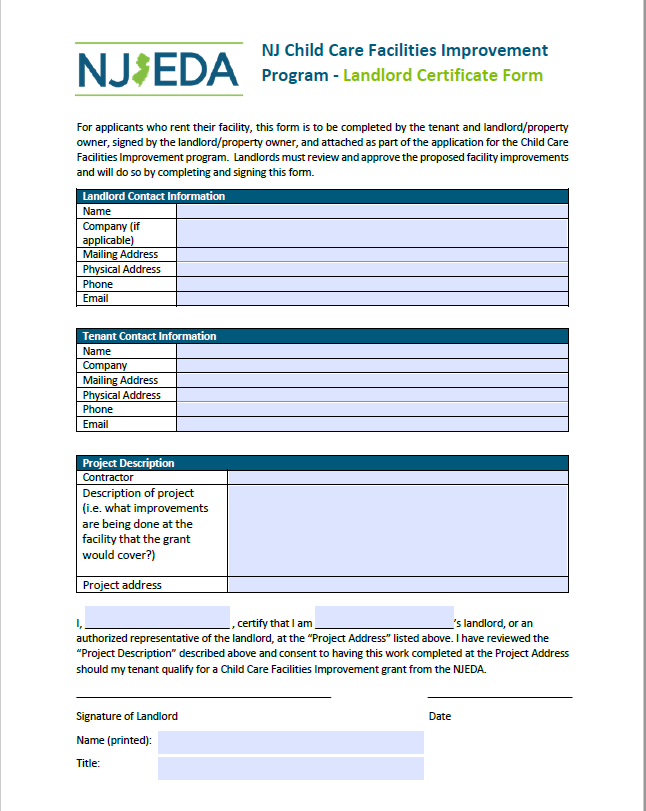 NJ EDA
NJ Child Care Facilities Improvement
Program - Landlord Certificate Form
For applicants who rent their facility, this form is to be completed by the tenant and landlord/property
owner, signed by the landlord/property owner, and attached as part of the application for the Child Care
Facilities Improvement program. Landlords must review and approve the proposed facility improvements
and will do so by completing and signing this form.
Landlord Contact Information
Name
Company (if
applicable)
Mailing Address
Physical Address
Phone
Email
Tenant Contact Information
Name
Company
Mailing Address
Physical Address
Phone
Email
Project Description
Contractor
Description of project
(i.e. what improvements
are being done at the
facility that the grant
would cover?)
Project address
I, , certify that I am 's landlord, or an
authorized representative of the landlord, at the “Project Address” listed above. I have reviewed the
“Project Description” described above and consent to having this work completed at the Project Address
should my tenant qualify for a Child Care Facilities Improvement grant from the NJEDA.
Signature of Landlord Date
Name (printed):
Title: